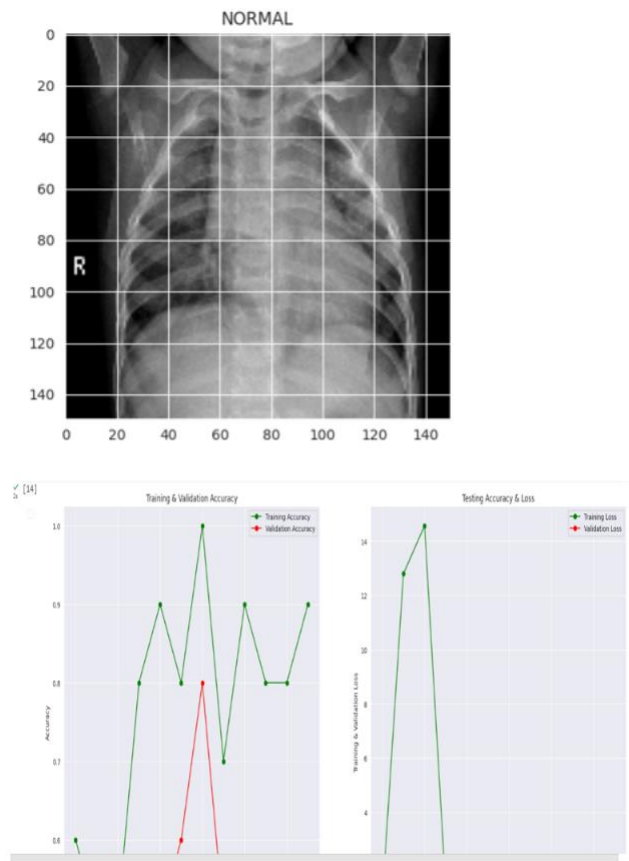 NORMAL
0
20
40
60
80
R
100
120
140
0 20 40 60 80 100 120 140
[14]
Training & Validation Accuracy
Training Accuracy
Validation Accuracy
1.0
0.9
0.8
0.7
0.6
Accuracy
Testing Accuracy & Loss
Training Loss
Validation Loss
14
12
10
8
6
4
Training & Validation Loss